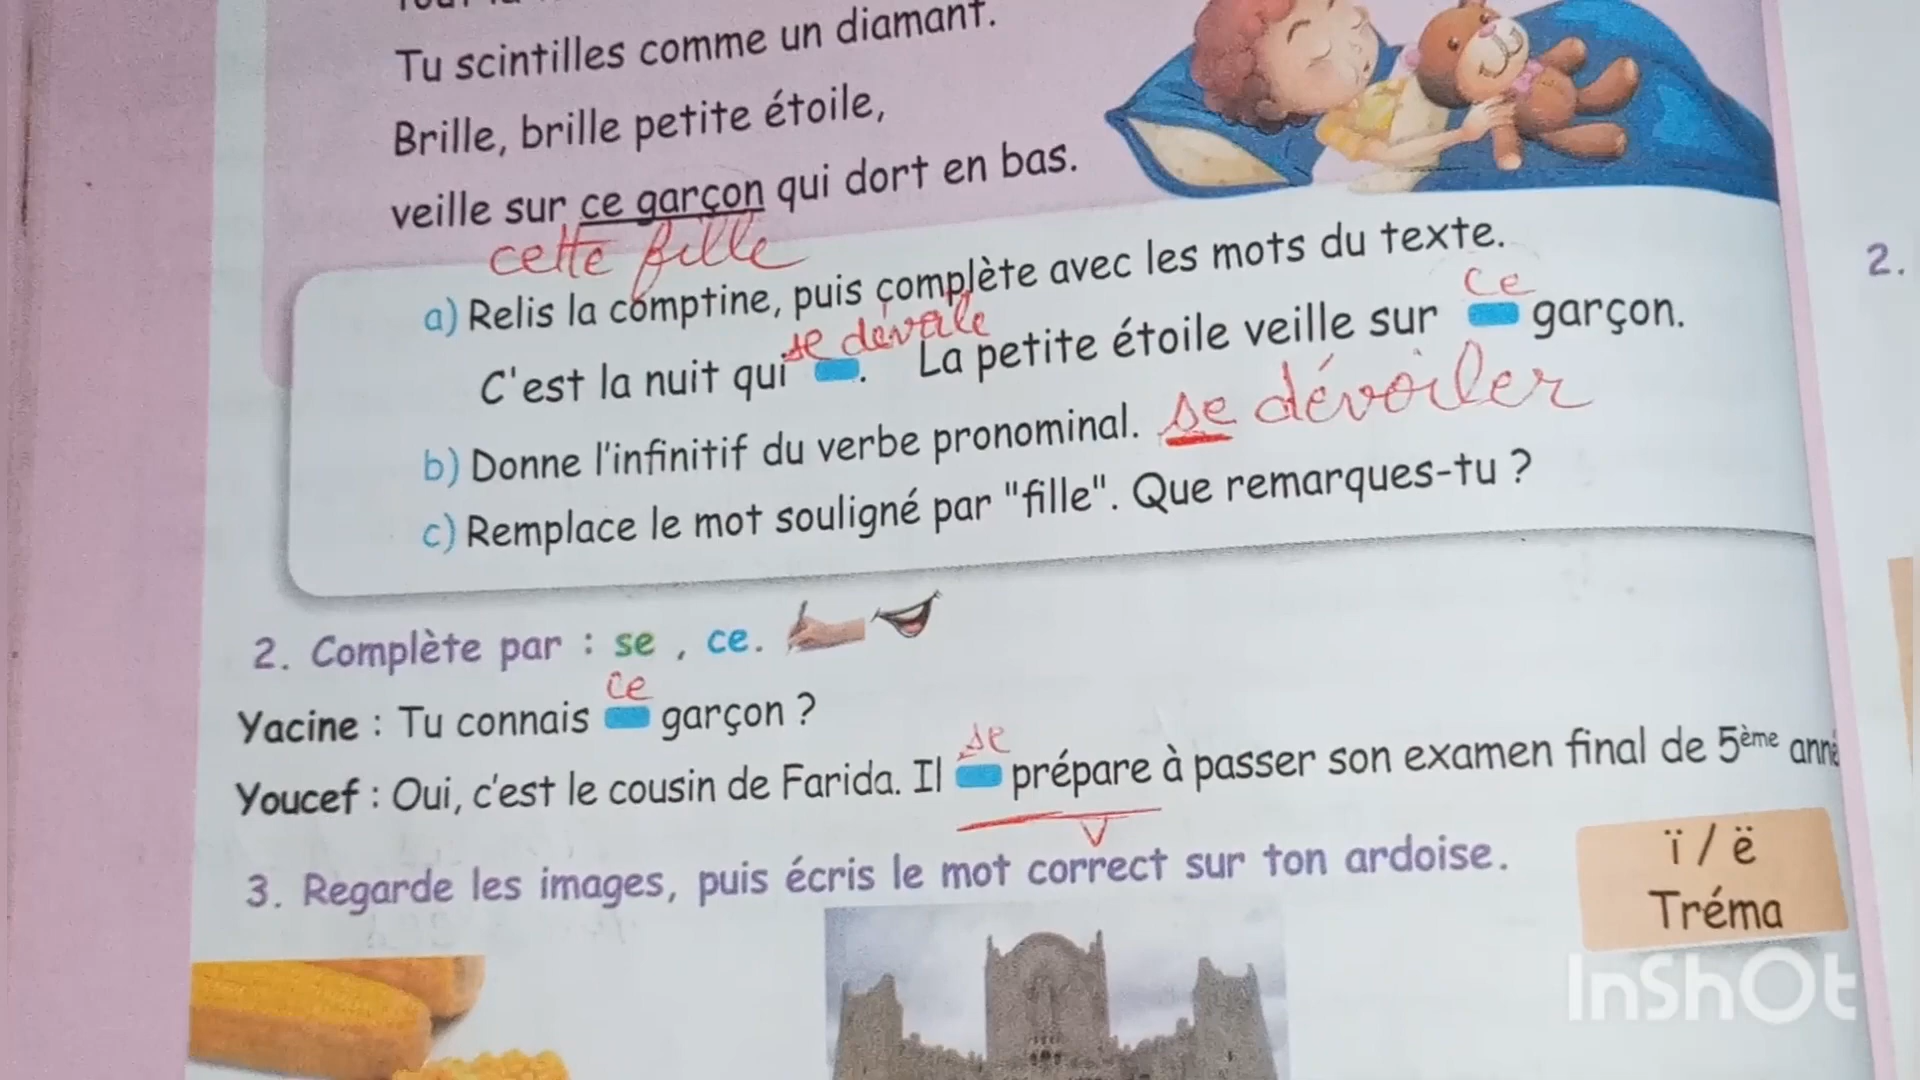 Tu scintilles comme un diamant.
Brille, brille petite étoile,
veille sur ce garçon qui dort en bas.
cette fille
a) Relis la comptine, puis complète avec les mots du texte.
se dévoile
ce
C'est la nuit qui . La petite étoile veille sur garçon.
b) Donne l'infinitif du verbe pronominal. se dévoiler
c) Remplace le mot souligné par "fille". Que remarques-tu ?
2. Complète par : se , ce.
ce
Yacine : Tu connais garçon ?
se
Youcef : Oui, c'est le cousin de Farida. Il prépare à passer son examen final de 5ème
V
3. Regarde les images, puis écris le mot correct sur ton ardoise.
ï / ë
Tréma
2.
InShOt